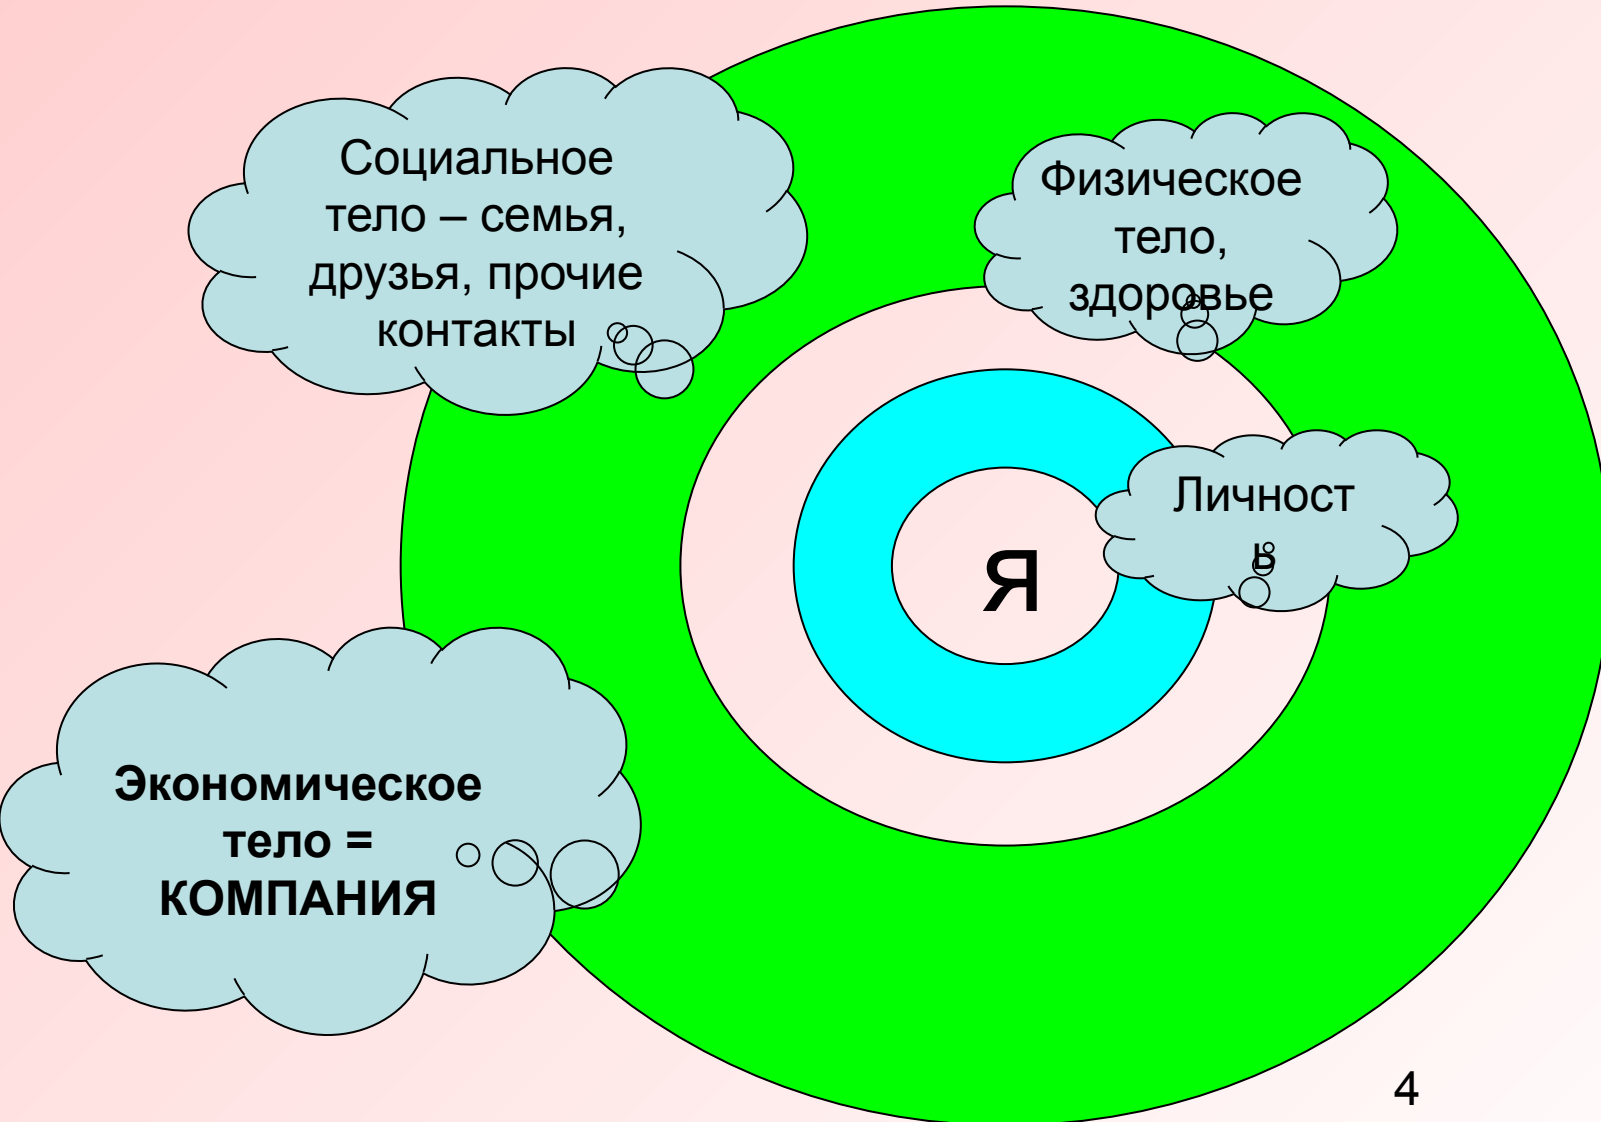 Социальное
тело – семья,
друзья, прочие
контакты
Физическое
тело,
здоровье
Личност
ь
я
Экономическое
тело =
КОМПАНИЯ
4